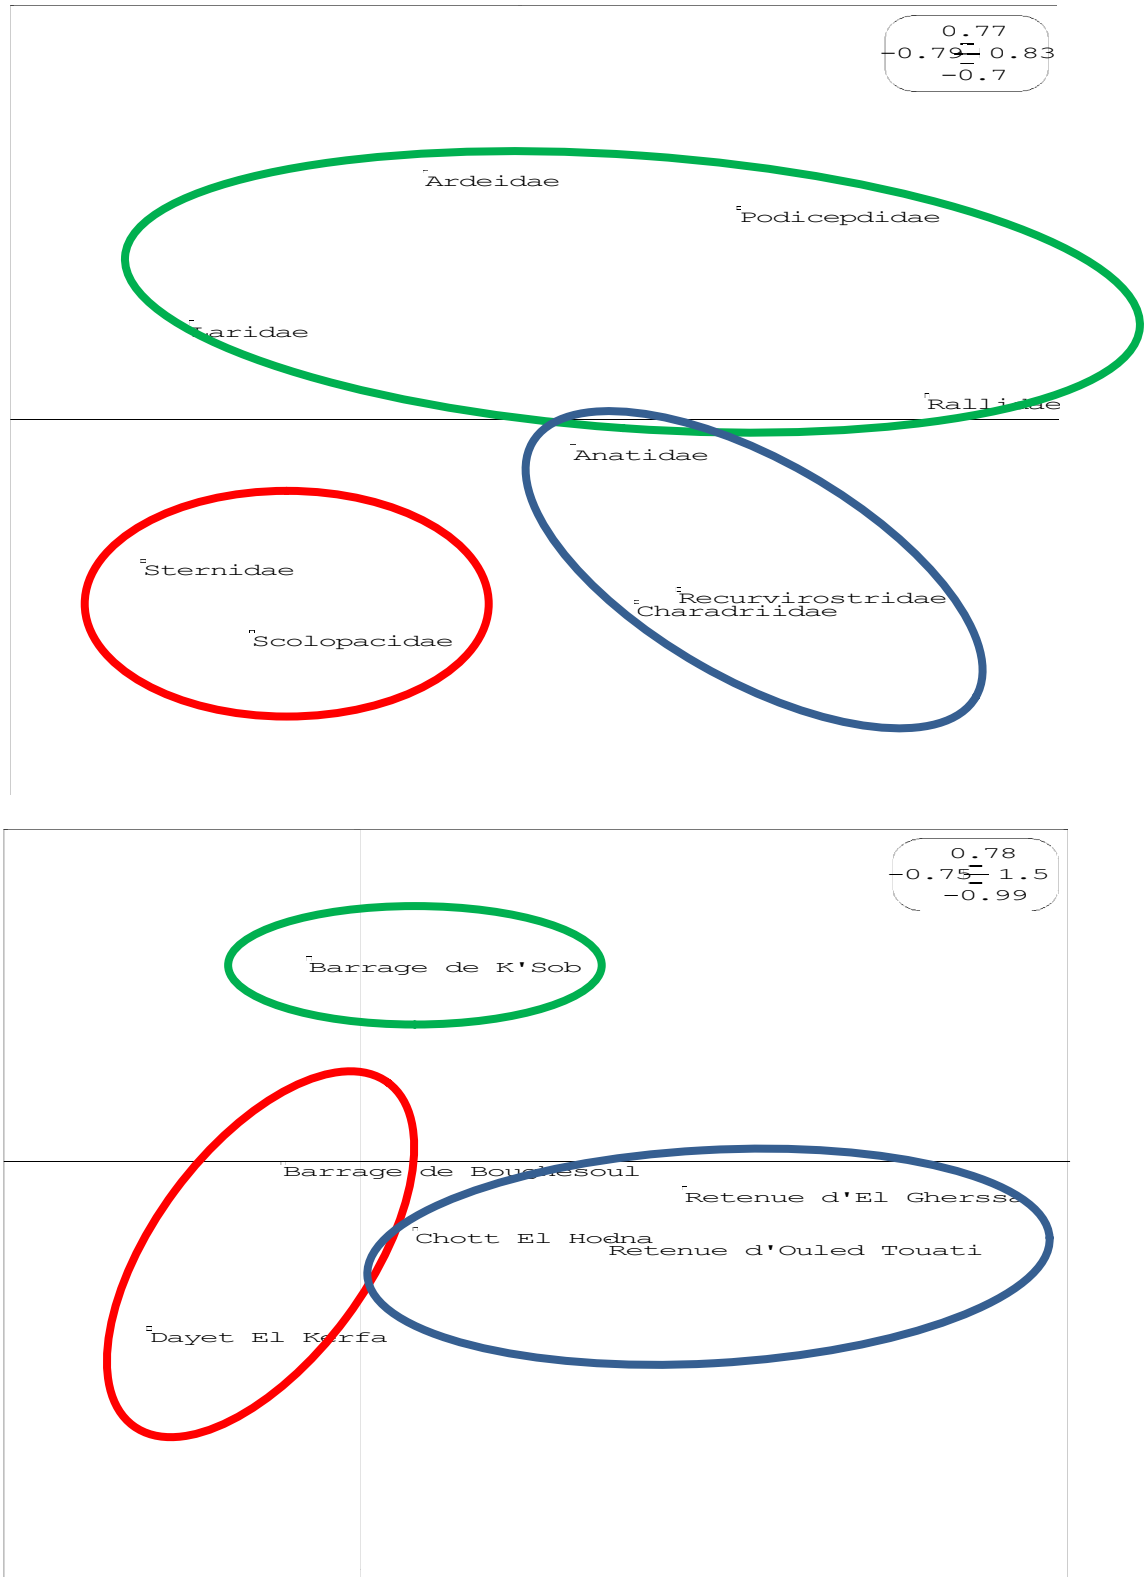 0.77
-0.79 0.83
-0.7
Ardeidae
Podicepdidae
Laridae
Rallidae
Anatidae
Sternidae
Recurvirostridae
Charadriidae
Scolopacidae
0.78
-0.75 1.5
-0.99
Barrage de K'Sob
Barrage de Boughesoul
Retenue d'El Gherssa
Chott El Hodna
Retenue d'Ouled Touati
Dayet El Kerfa